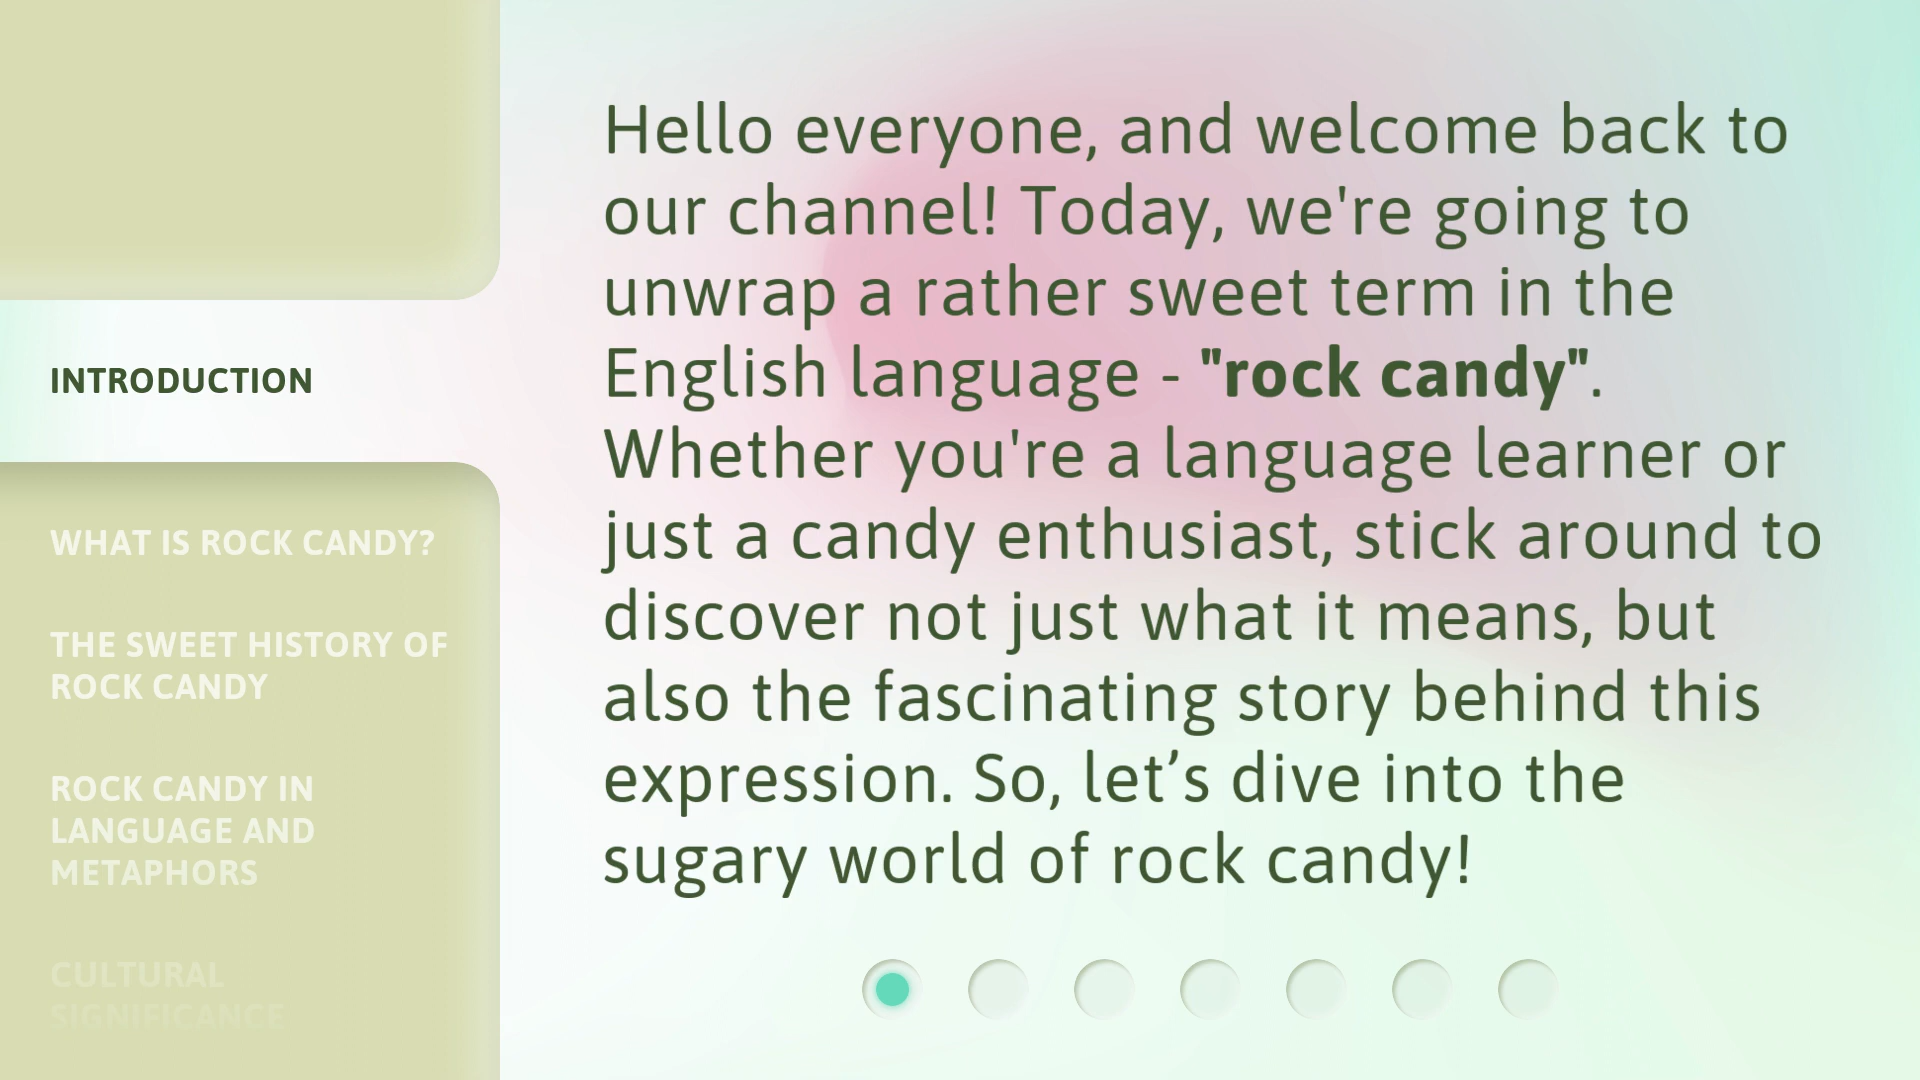 INTRODUCTION
WHAT IS ROCK CANDY?
THE SWEET HISTORY OF
ROCK CANDY
ROCK CANDY IN
LANGUAGE AND
METAPHORS
CULTURAL
SIGNIFICANCE
Hello everyone, and welcome back to
our channel! Today, we're going to
unwrap a rather sweet term in the
English language - "rock candy".
Whether you're a language learner or
just a candy enthusiast, stick around to
discover not just what it means, but
also the fascinating story behind this
expression. So, let’s dive into the
sugary world of rock candy!